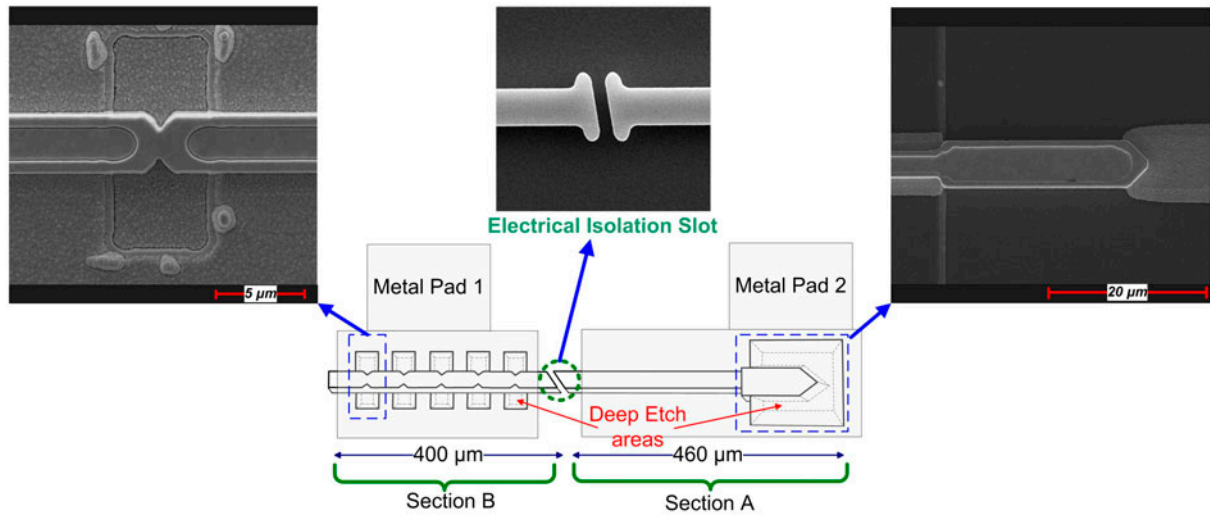 Electrical Isolation Slot
5 µm
20 µm
Metal Pad 1
Metal Pad 2
Deep Etch
areas
400 µm
460 µm
Section B
Section A